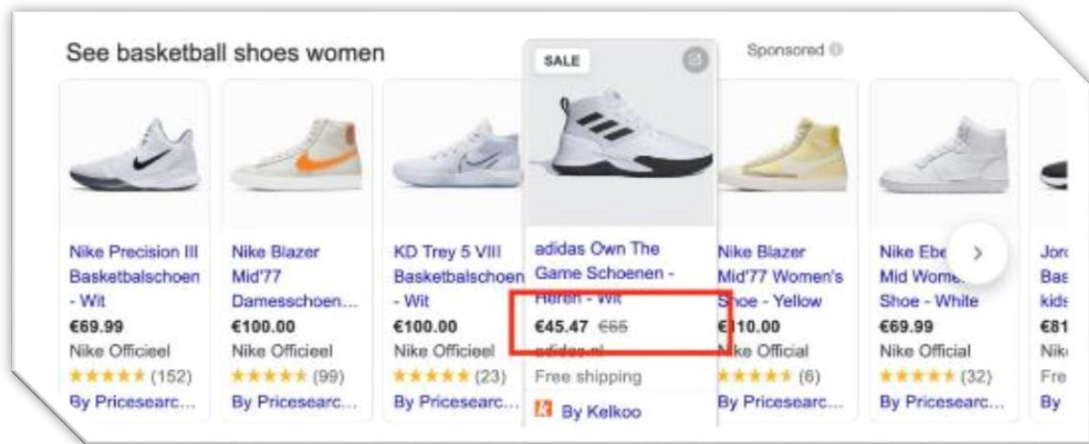 See basketball shoes women
Sponsored
Nike Precision III
Basketbalschoen
- Wit
€69.99
Nike Officieel
(152)
By Pricesearc...
Nike Blazer
Mid'77
Damesschoen...
€100.00
Nike Officieel
(99)
By Pricesearc...
KD Trey 5 VIII
Basketbalschoen
- Wit
€100.00
Nike Officieel
(23)
By Pricesearc...
SALE
adidas Own The
Game Schoenen -
Heren - Wit
€45.47 €65
adidas.nl
Free shipping
By Kelkoo
Nike Blazer
Mid'77 Women's
Shoe - Yellow
€110.00
Nike Official
(6)
By Pricesearc...
Nike Ebe
Mid Wome
Shoe - White
€69.99
Nike Official
(32)
By Pricesearc...
Jor
Bas
kids
€81
Nik
Fre
By